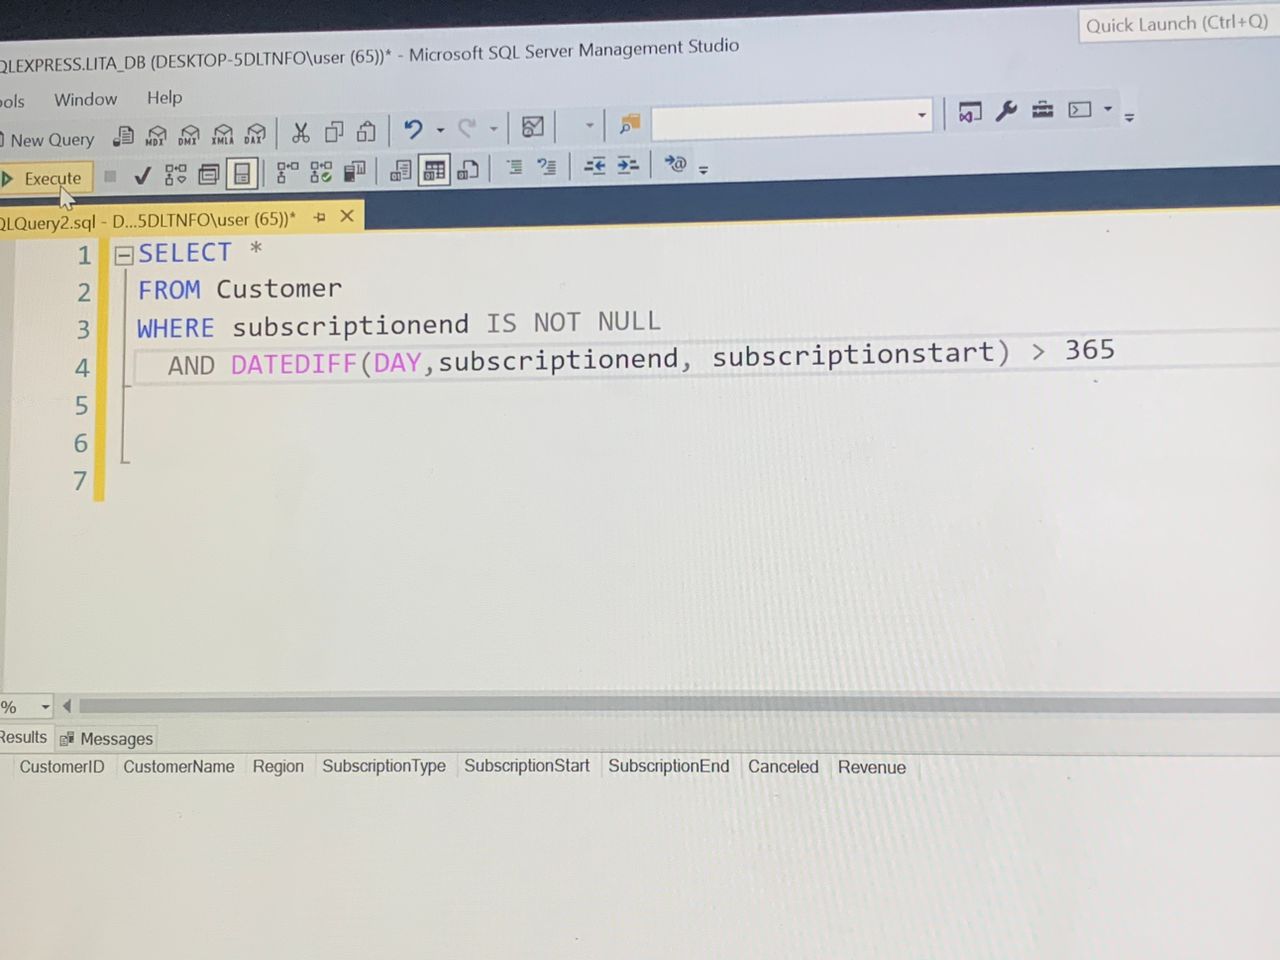 Quick Launch (Ctrl+Q)
QLEXPRESS.LITA_DB (DESKTOP-5DLTNFO\user (65))* - Microsoft SQL Server Management Studio
ools Window Help
New Query MDX DMX XMLA DAX
Execute
QLQuery2.sql - D...5DLTNFO\user (65))*
1 SELECT *
2 FROM Customer
3 WHERE subscriptionend IS NOT NULL
4 AND DATEDIFF(DAY,subscriptionend, subscriptionstart) > 365
5
6
7
%
Results Messages
CustomerID CustomerName Region SubscriptionType SubscriptionStart SubscriptionEnd Canceled Revenue